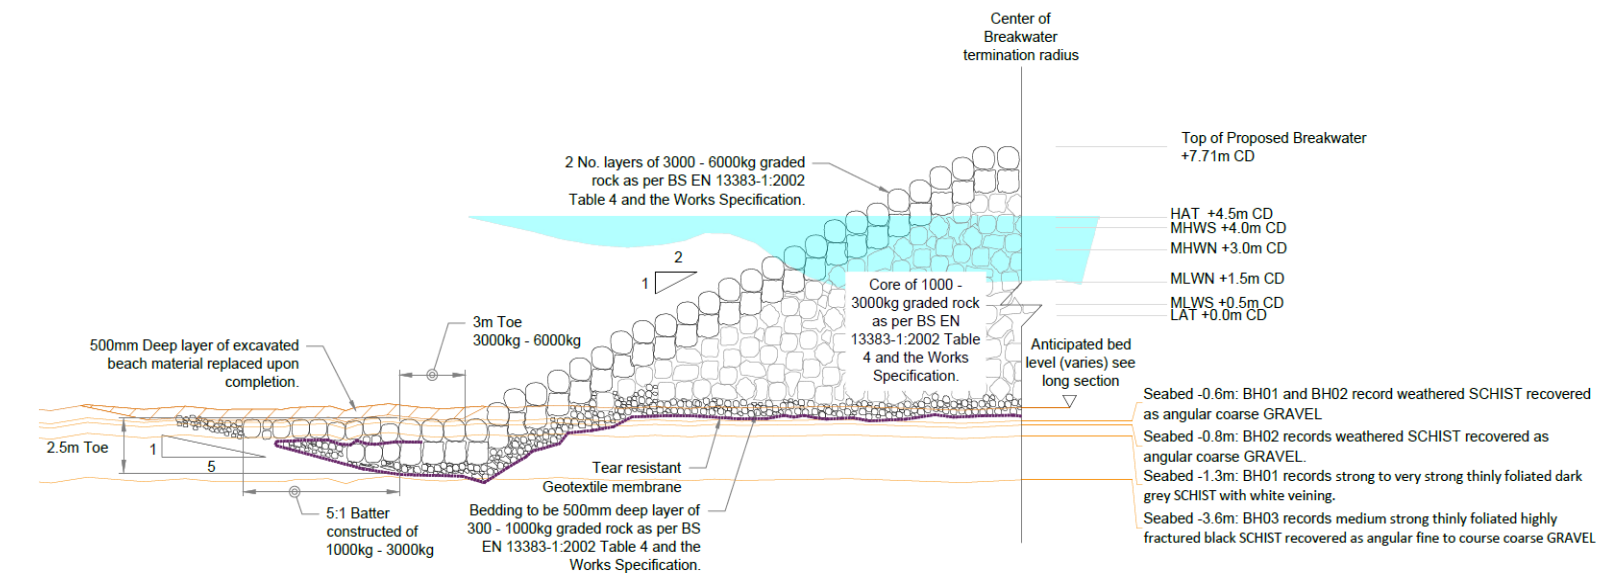 Center of
Breakwater
termination radius
Top of Proposed Breakwater
+7.71m CD
2 No. layers of 3000 - 6000kg graded
rock as per BS EN 13383-1:2002
Table 4 and the Works Specification.
HAT +4.5m CD
MHWS +4.0m CD
MHWN +3.0m CD
MLWN +1.5m CD
MLWS +0.5m CD
LAT +0.0m CD
2
1
Core of 1000 -
3000kg graded rock
as per BS EN
13383-1:2002 Table
4 and the Works
Specification.
3m Toe
3000kg - 6000kg
500mm Deep layer of excavated
beach material replaced upon
completion.
Anticipated bed
level (varies) see
long section
Seabed -0.6m: BH01 and BH02 record weathered SCHIST recovered
as angular coarse GRAVEL
Seabed -0.8m: BH02 records weathered SCHIST recovered as
angular coarse GRAVEL.
Seabed -1.3m: BH01 records strong to very strong thinly foliated dark
grey SCHIST with white veining.
Seabed -3.6m: BH03 records medium strong thinly foliated highly
fractured black SCHIST recovered as angular fine to course coarse GRAVEL
2.5m Toe
1
5
Tear resistant
Geotextile membrane
5:1 Batter
constructed of
1000kg - 3000kg
Bedding to be 500mm deep layer of
300 - 1000kg graded rock as per BS
EN 13383-1:2002 Table 4 and the
Works Specification.